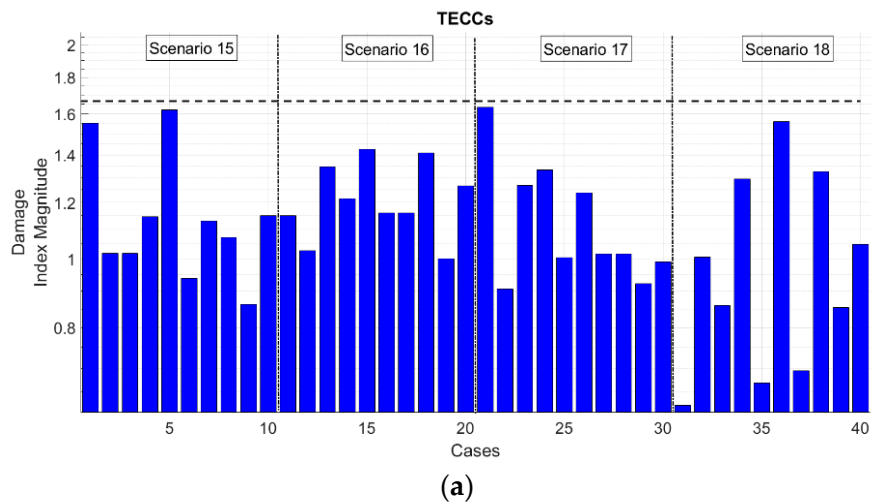 TECCs
Scenario 15
Scenario 16
Scenario 17
Scenario 18
2
1.8
1.6
1.4
1.2
1
0.8
Damage
Index Magnitude
5
10
15
20
25
30
35
40
Cases
(a)